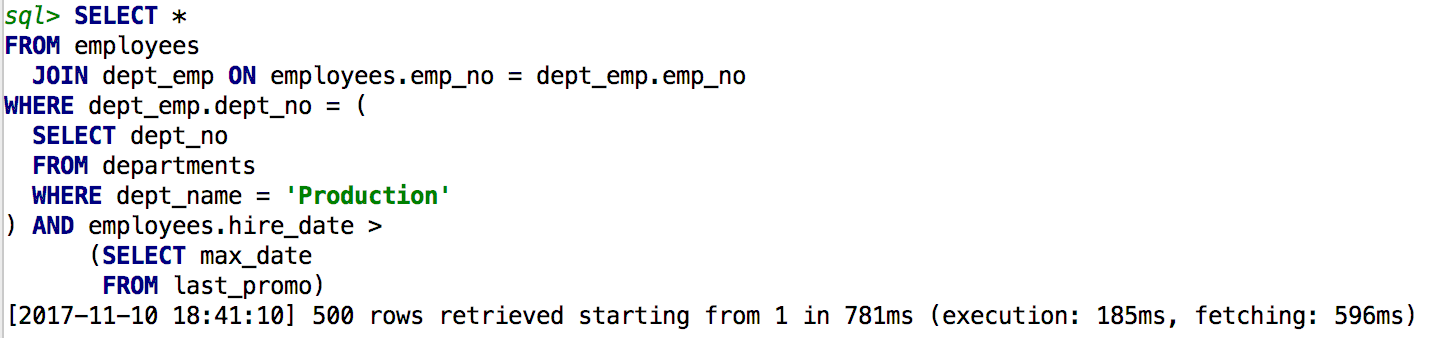 sql> SELECT *
FROM employees
  JOIN dept_emp ON employees.emp_no = dept_emp.emp_no
WHERE dept_emp.dept_no = (
  SELECT dept_no
  FROM departments
  WHERE dept_name = 'Production'
) AND employees.hire_date >
      (SELECT max_date
       FROM last_promo)
[2017-11-10 18:41:10] 500 rows retrieved starting from 1 in 781ms (execution: 185ms, fetching: 596ms)